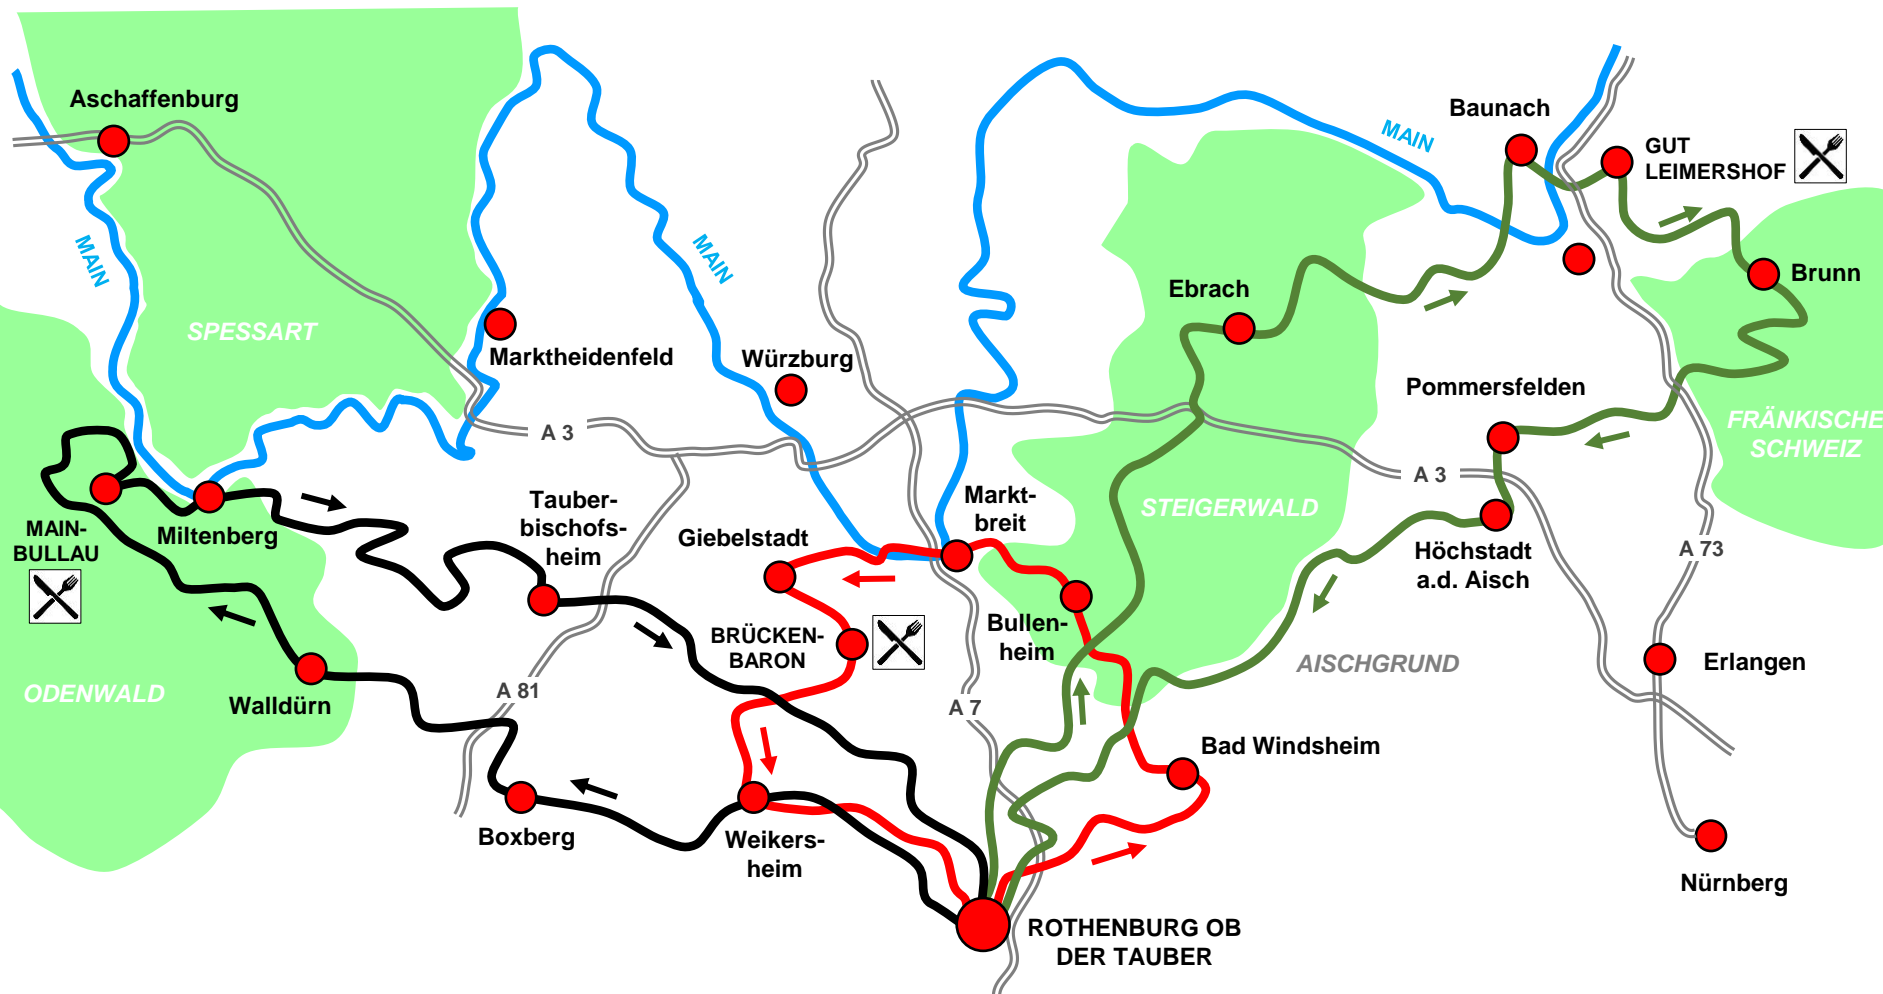 Aschaffenburg
MAIN
SPESSART
Marktheidenfeld
MAIN
Würzburg
MAIN
Baunach
GUT
LEIMERSHOF
Brunn
Ebrach
Pommersfelden
FRÄNKISCHE
SCHWEIZ
A 3
A 3
STEIGERWALD
Markt-
breit
Tauber-
bischofs-
heim
Giebelstadt
MAIN-
BULLAU
Miltenberg
Höchstadt
a.d. Aisch
A 73
Bullen-
heim
BRÜCKEN-
BARON
AISCHGRUND
Erlangen
ODENWALD
Walldürn
A 81
A 7
Bad Windsheim
Boxberg
Weikers-
heim
Nürnberg
ROTHENBURG OB
DER TAUBER